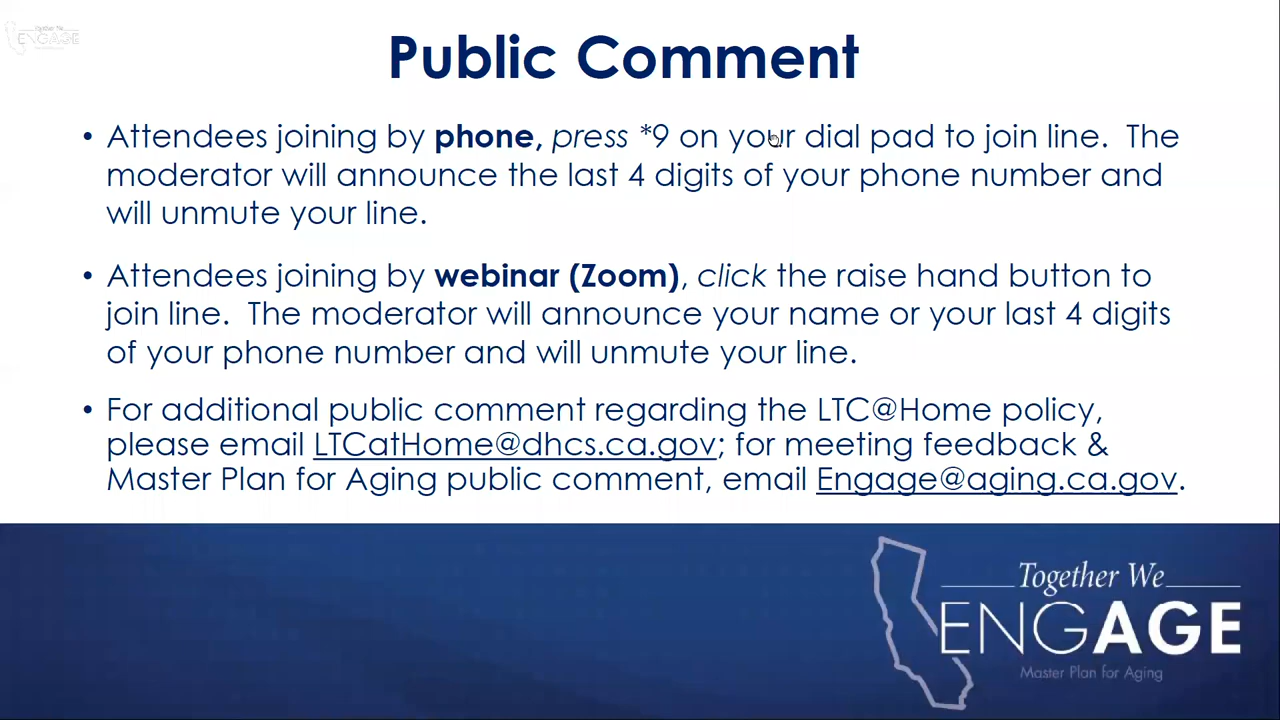 Together We
ENGAGE
Public Comment
• Attendees joining by phone, press *9 on your dial pad to join line.  The
moderator will announce the last 4 digits of your phone number and
will unmute your line.
• Attendees joining by webinar (Zoom), click the raise hand button to
join line.  The moderator will announce your name or your last 4 digits
of your phone number and will unmute your line.
• For additional public comment regarding the LTC@Home policy,
please email LTCatHome@dhcs.ca.gov; for meeting feedback &
Master Plan for Aging public comment, email Engage@aging.ca.gov.
Together We
ENGAGE
Master Plan for Aging